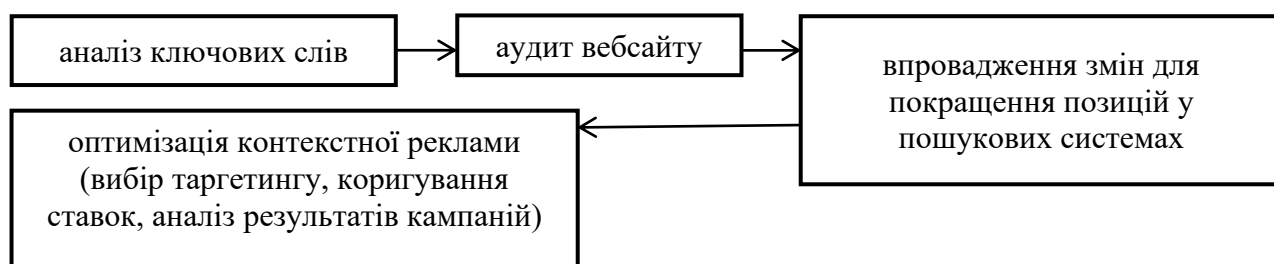 аналіз ключових слів
аудит вебсайту
впровадження змін для
покращення позицій у
пошукових системах
оптимізація контекстної реклами
(вибір таргетингу, коригування
ставок, аналіз результатів кампаній)